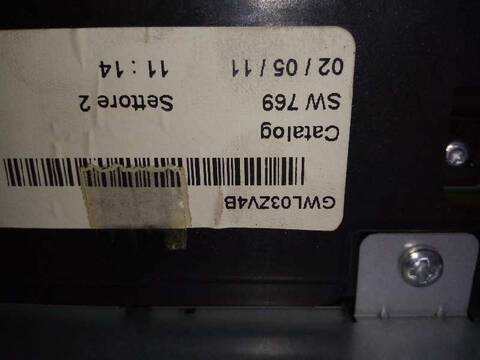 GWL03ZV4B
Catalog
SW 769 Settore 2
02 / 05 / 11 11 : 14